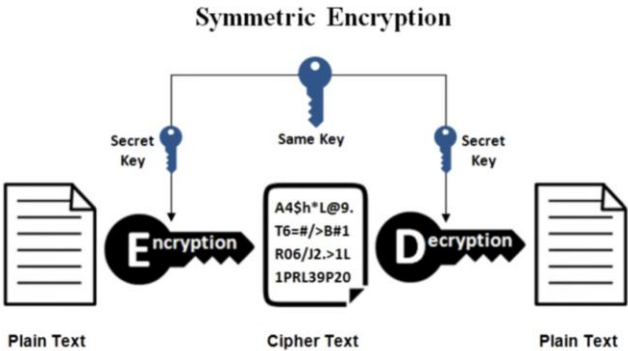 Symmetric Encryption
Secret
Key
Same Key
Secret
Key
Encryption
A4$h*L@9.
T6=#/>B#1
R06/J2.>1L
1PRL39P20
Decryption
Plain Text
Cipher Text
Plain Text